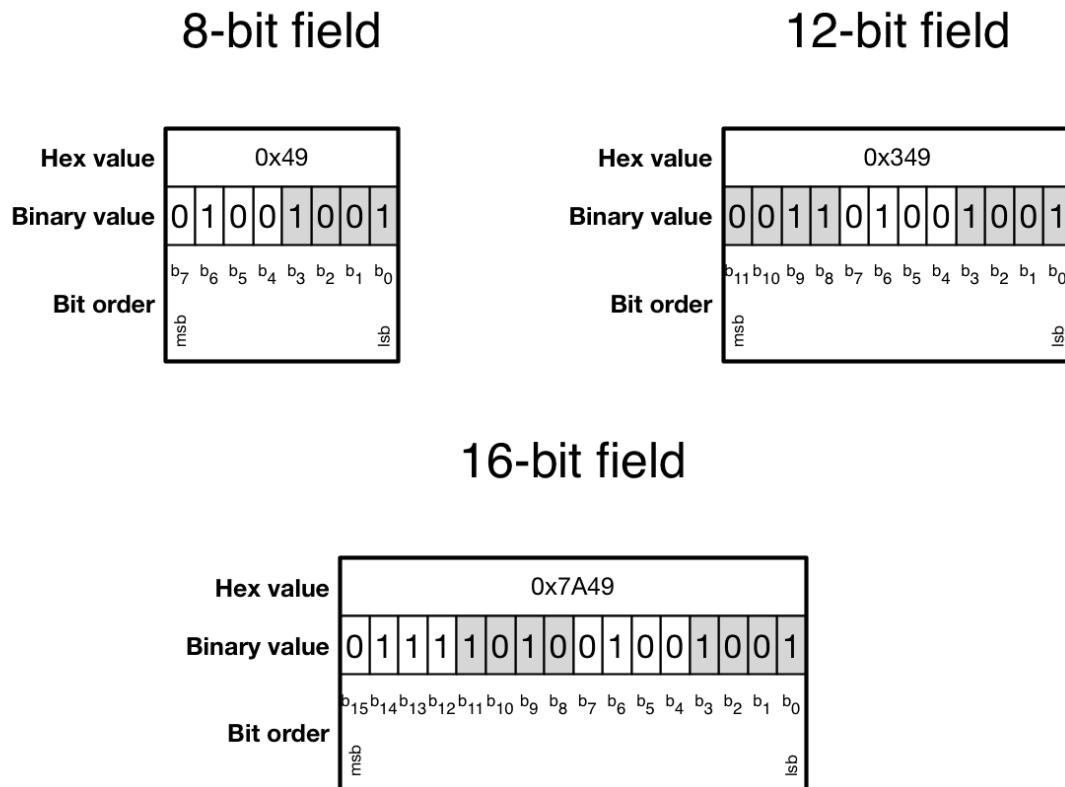 8-bit field
12-bit field
Hex value 0x49
Binary value 0 1 0 0 1 0 0 1
b7 b6 b5 b4 b3 b2 b1 b0
Bit order
msb lsb
Hex value 0x349
Binary value 0 0 1 1 0 1 0 0 1 0 0 1
b11 b10 b9 b8 b7 b6 b5 b4 b3 b2 b1 b0
Bit order
msb lsb
16-bit field
Hex value 0x7A49
Binary value 0 1 1 1 1 0 1 0 0 1 0 0 1 0 0 1
b15 b14 b13 b12 b11 b10 b9 b8 b7 b6 b5 b4 b3 b2 b1 b0
Bit order
msb lsb